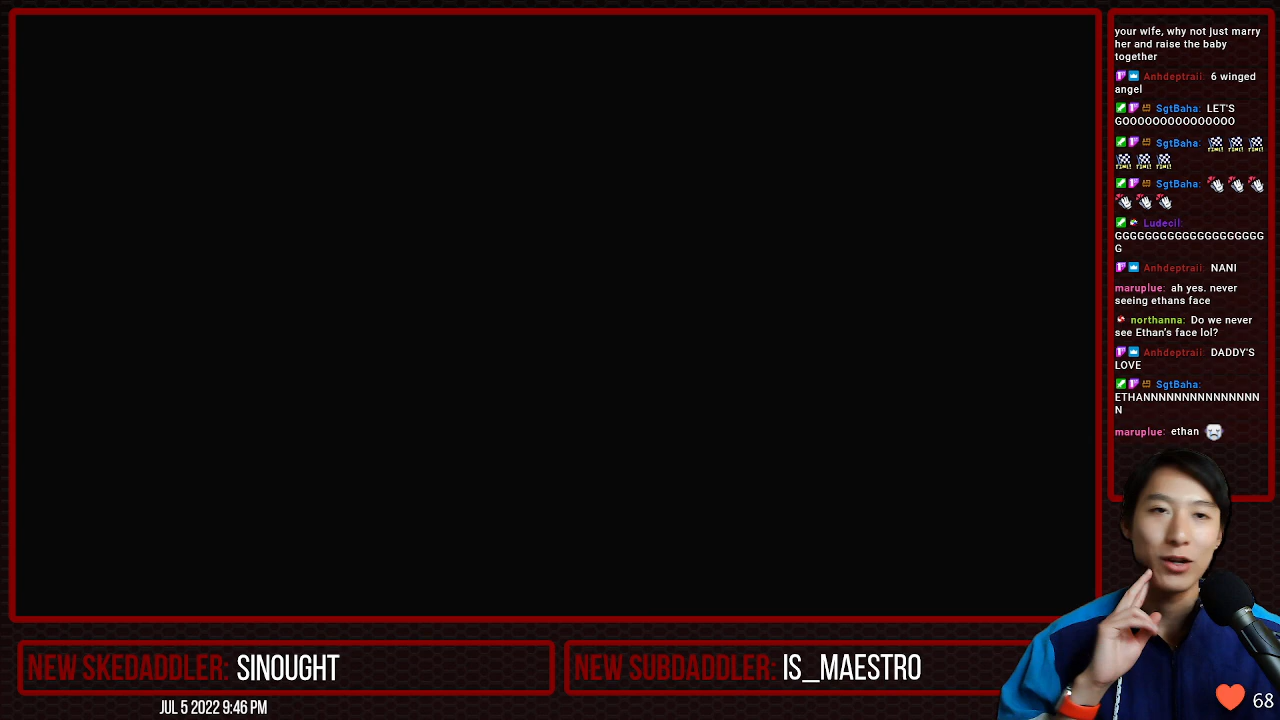 your wife, why not just marry
her and raise the baby
together
Anhdeptraii: 6 winged
angel
SgtBaha: LET'S
GOOOOOOOOOOOOOOO
SgtBaha:
SgtBaha:
Ludecil:
GGGGGGGGGGGGGGGGGGGG
G
Anhdeptraii: NANI
maruplue: ah yes. never
seeing ethans face
northanna: Do we never
see Ethan's face lol?
Anhdeptraii: DADDY'S
LOVE
SgtBaha:
ETHANNNNNNNNNNNNNNN
N
maruplue: ethan
NEW SKEDADDLER: SINOUGHT
NEW SUBDADDLER: IS_MAESTRO
JUL 5 2022 9:46 PM
68